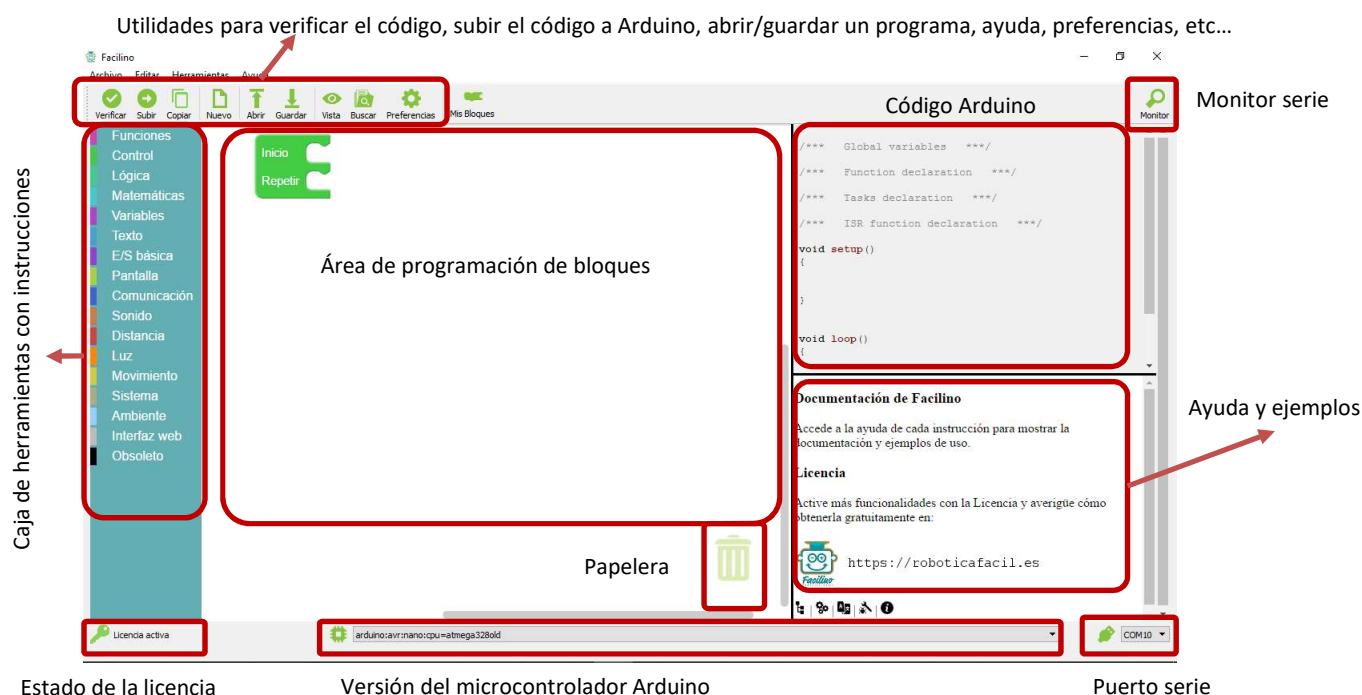 Utilidades para verificar el código, subir el código a Arduino, abrir/guardar un programa, ayuda, preferencias, etc…
Facilino
Archivo Editar Herramientas Ayuda
Verificar Subir Copiar Nuevo Abrir Guardar Vista Buscar Preferencias Mis Bloques
Código Arduino
Monitor
Monitor serie
Caja de herramientas con instrucciones
Funciones
Control
Lógica
Matemáticas
Variables
Texto
E/S básica
Pantalla
Comunicación
Sonido
Distancia
Luz
Movimiento
Sistema
Ambiente
Interfaz web
Obsoleto
Inicio
Repetir
Área de programación de bloques
Papelera
/*** Global variables ***/
/*** Function declaration ***/
/*** Tasks declaration ***/
/*** ISR function declaration ***/
void setup()
{
}
void loop()
{
Documentación de Facilino
Accede a la ayuda de cada instrucción para mostrar la
documentación y ejemplos de uso.
Licencia
Active más funcionalidades con la Licencia y averigüe cómo
obtenerla gratuitamente en:
Facilino
https://roboticafacil.es
Ayuda y ejemplos
Licencia activa
arduino:avr:nano:cpu=atmega328old
COM10
Estado de la licencia
Versión del microcontrolador Arduino
Puerto serie